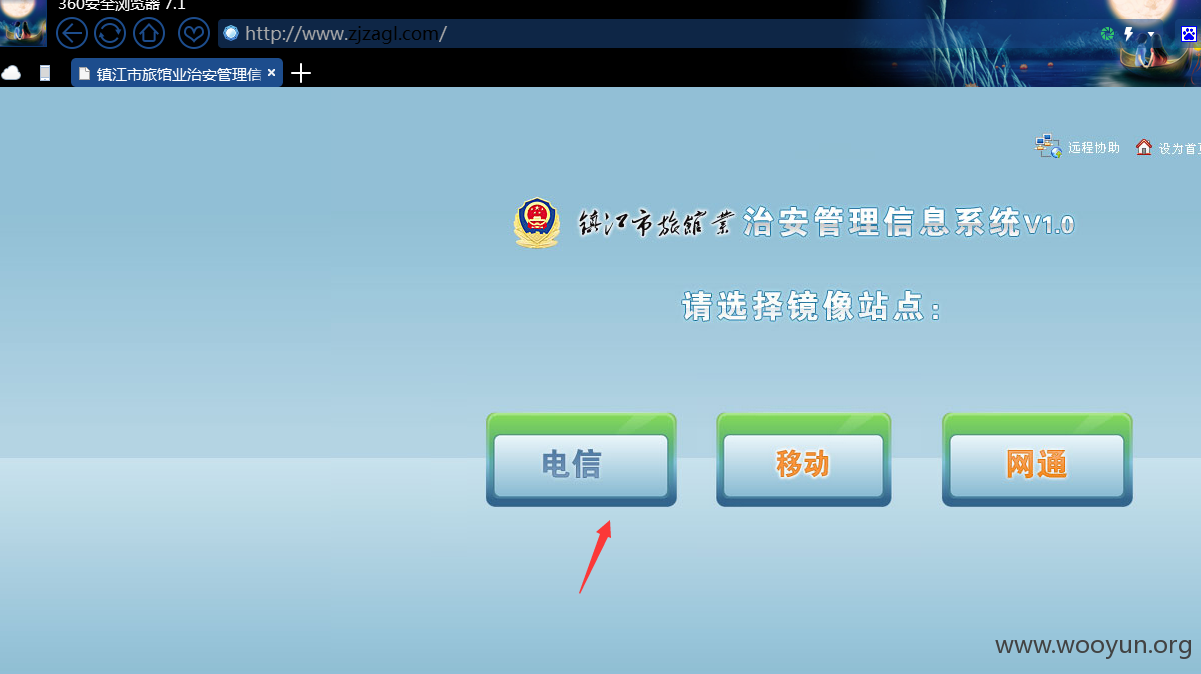 360安全浏览器 7.1
http://www.zjzagl.com/
镇江市旅馆业治安管理信
远程协助
设为首页
镇江市旅馆业治安管理信息系统V1.0
请选择镜像站点：
电信
移动
网通
www.wooyun.org